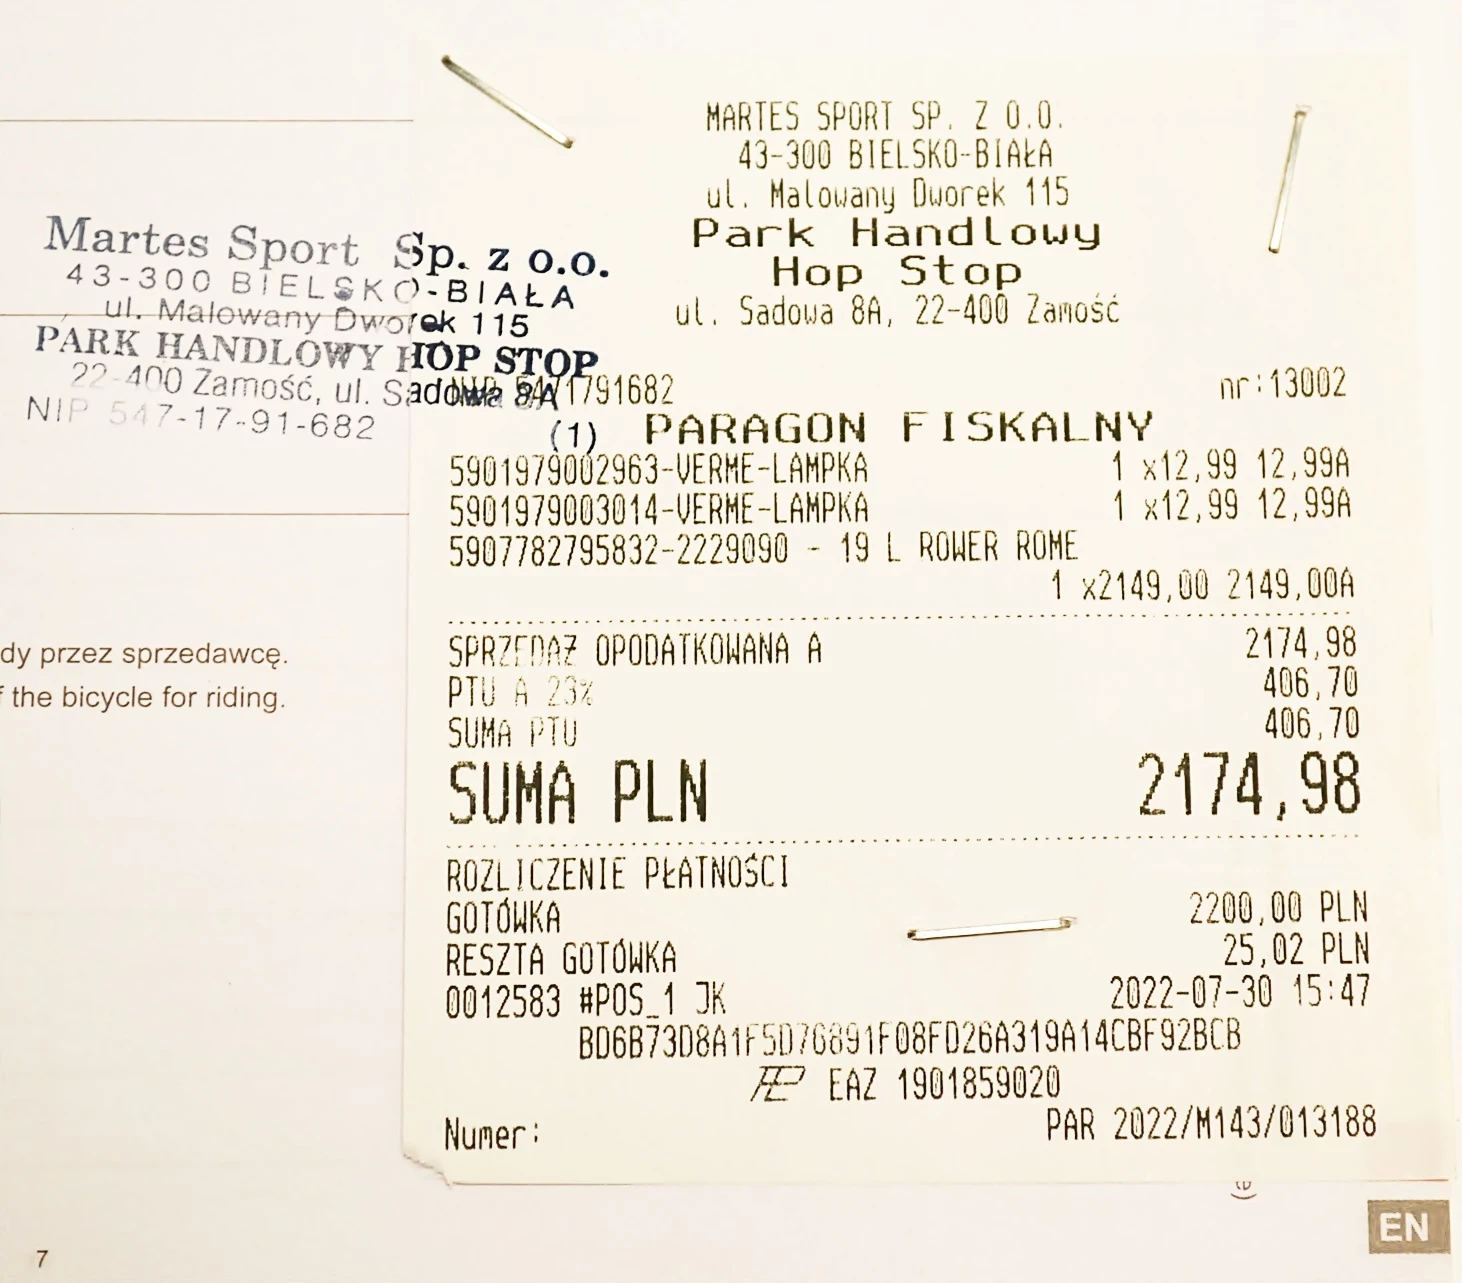 MARTES SPORT SP. Z O.O.
43-300 BIELSKO-BIAŁA
ul. Malowany Dworek 115
Park Handlowy
Hop Stop
ul. Sadowa 8A, 22-400 Zamość
Martes Sport Sp. z o.o.
43-300 BIELSKO-BIAŁA
ul. Malowany Dworek 115
PARK HANDLOWY HOP STOP
22-400 Zamość, ul. Sadowa 8A
NIP 547-17-91-682
NIP 5471791682 nr:13002
(1) PARAGON FISKALNY
5901979002963-VERME-LAMPKA 1 x12,99 12,99A
5901979003014-VERME-LAMPKA 1 x12,99 12,99A
5907782795832-2229090 - 19 L ROWER ROME
1 x2149,00 2149,00A
SPRZEDAŻ OPODATKOWANA A 2174,98
PTU A 23% 406,70
SUMA PTU 406,70
SUMA PLN 2174,98
ROZLICZENIE PŁATNOŚCI
GOTÓWKA 2200,00 PLN
RESZTA GOTÓWKA 25,02 PLN
0012583 #POS_1 JK 2022-07-30 15:47
BD6B73D8A1F5D76891F08FD26A319A14CBF92BCB
EAZ 1901859020
Numer: PAR 2022/M143/013188
dy przez sprzedawcę.
f the bicycle for riding.
7
EN